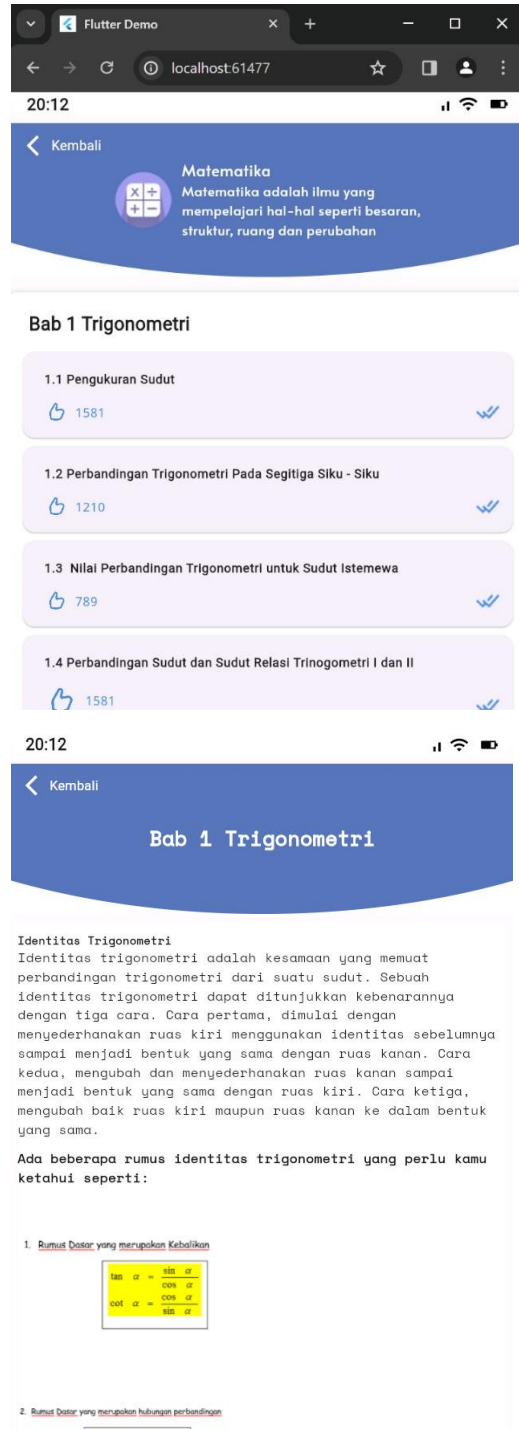 Flutter Demo
localhost:61477
20:12
Kembali
Matematika
Matematika adalah ilmu yang
mempelajari hal-hal seperti besaran,
struktur, ruang dan perubahan
Bab 1 Trigonometri
1.1 Pengukuran Sudut
1581
1.2 Perbandingan Trigonometri Pada Segitiga Siku - Siku
1210
1.3 Nilai Perbandingan Trigonometri untuk Sudut Istemewa
789
1.4 Perbandingan Sudut dan Sudut Relasi Trinogometri I dan II
1581
20:12
Kembali
Bab 1 Trigonometri
Identitas Trigonometri
Identitas trigonometri adalah kesamaan yang memuat
perbandingan trigonometri dari suatu sudut. Sebuah
identitas trigonometri dapat ditunjukkan kebenarannya
dengan tiga cara. Cara pertama, dimulai dengan
menyederhanakan ruas kiri menggunakan identitas sebelumnya
sampai menjadi bentuk yang sama dengan ruas kanan. Cara
kedua, mengubah dan menyederhanakan ruas kanan sampai
menjadi bentuk yang sama dengan ruas kiri. Cara ketiga,
mengubah baik ruas kiri maupun ruas kanan ke dalam bentuk
yang sama.
Ada beberapa rumus identitas trigonometri yang perlu kamu
ketahui seperti:
1. Rumus Dasar yang merupakan Kebalikan
tan α = sin α / cos α
cot α = cos α / sin α
2. Rumus Dasar yang merupakan hubungan perbandingan